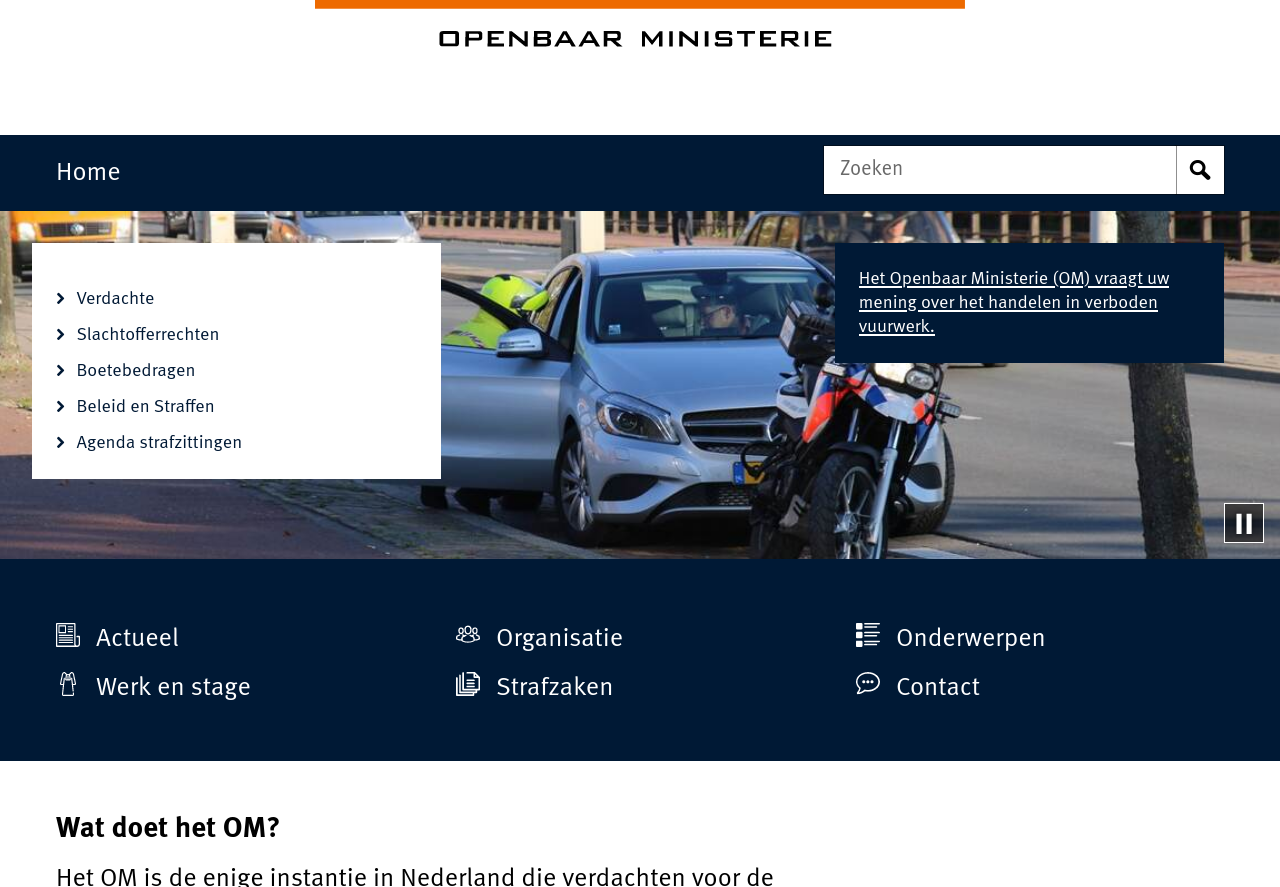 OPENBAAR MINISTERIE
Home
Zoeken
Verdachte
Slachtofferrechten
Boetebedragen
Beleid en Straffen
Agenda strafzittingen
Het Openbaar Ministerie (OM) vraagt uw
mening over het handelen in verboden
vuurwerk.
Actueel
Organisatie
Onderwerpen
Werk en stage
Strafzaken
Contact
Wat doet het OM?
Het OM is de enige instantie in Nederland die verdachten voor de